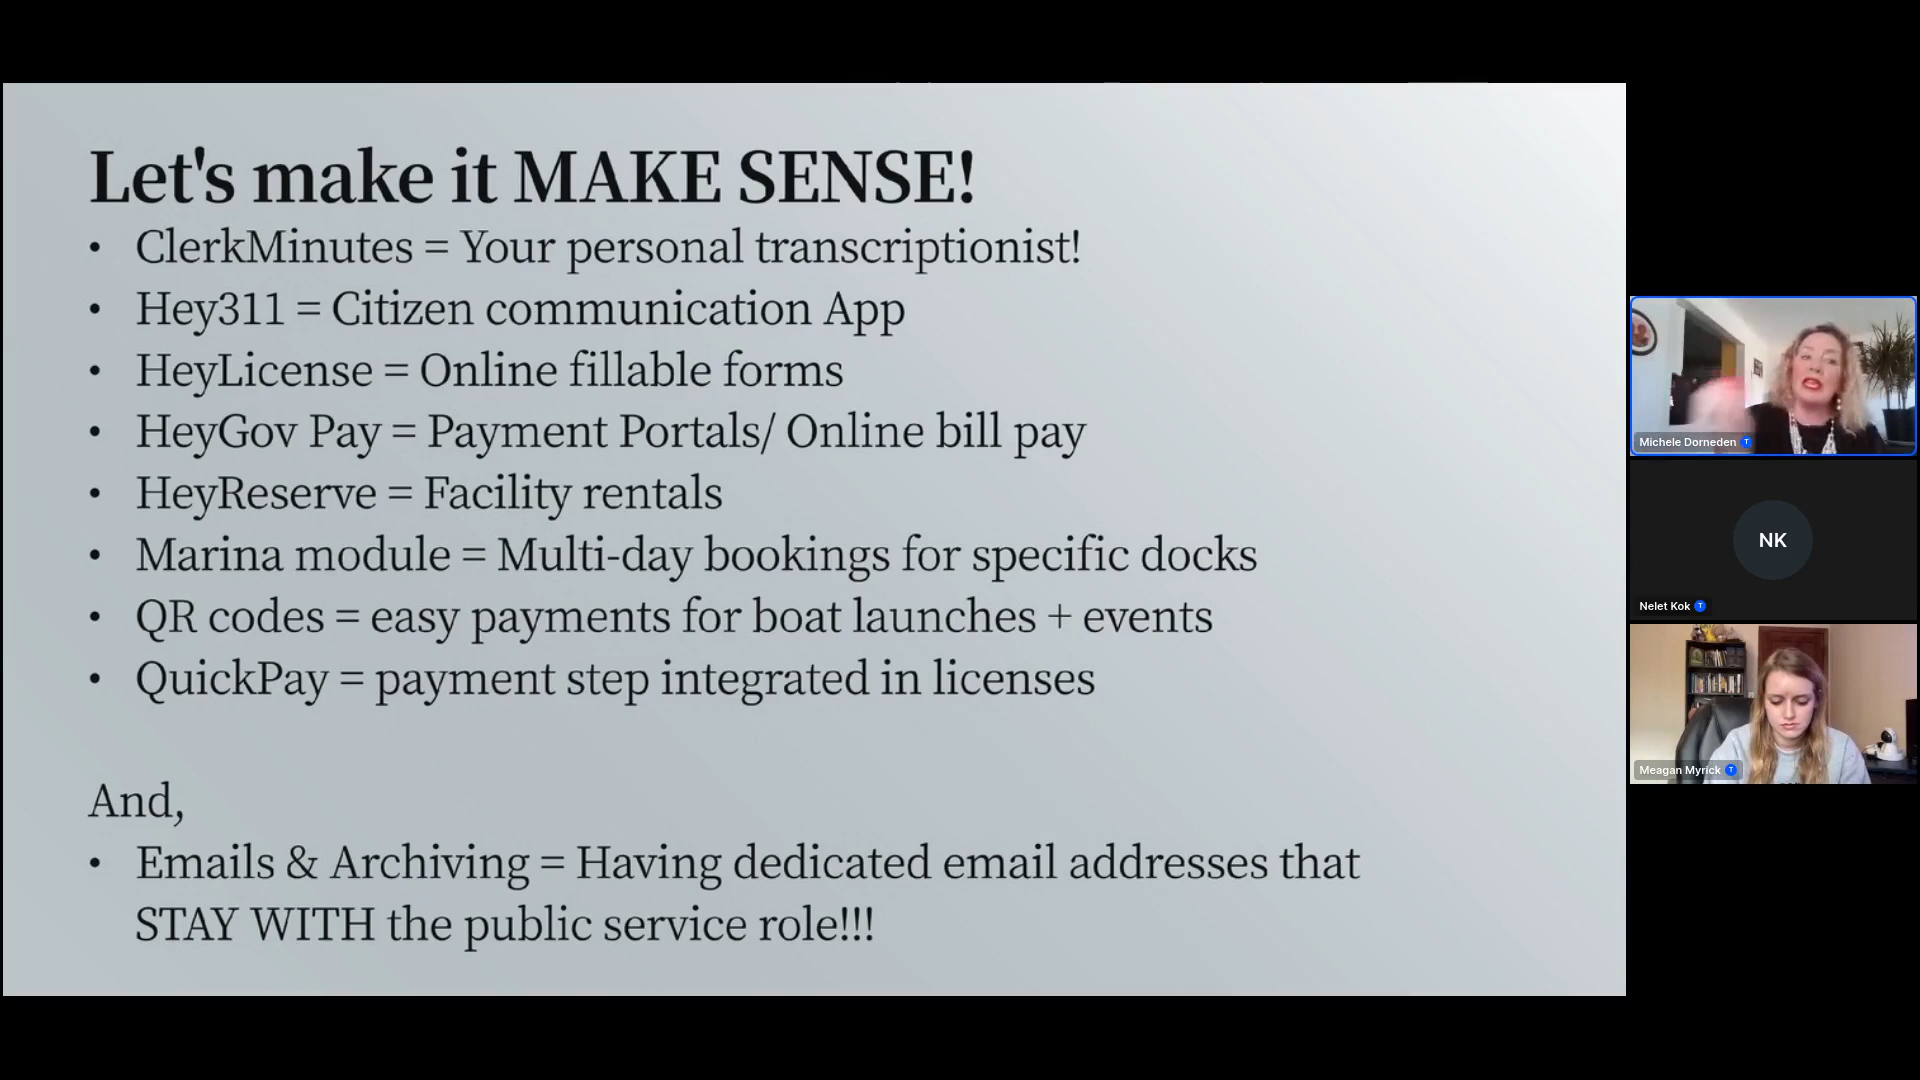 Let's make it MAKE SENSE!
• ClerkMinutes = Your personal transcriptionist!
• Hey311 = Citizen communication App
• HeyLicense = Online fillable forms
• HeyGov Pay = Payment Portals/ Online bill pay
• HeyReserve = Facility rentals
• Marina module = Multi-day bookings for specific docks
• QR codes = easy payments for boat launches + events
• QuickPay = payment step integrated in licenses
And,
• Emails & Archiving = Having dedicated email addresses that
STAY WITH the public service role!!!
Michele Dorneden T
NK
Nelet Kok T
Meagan Myrick T